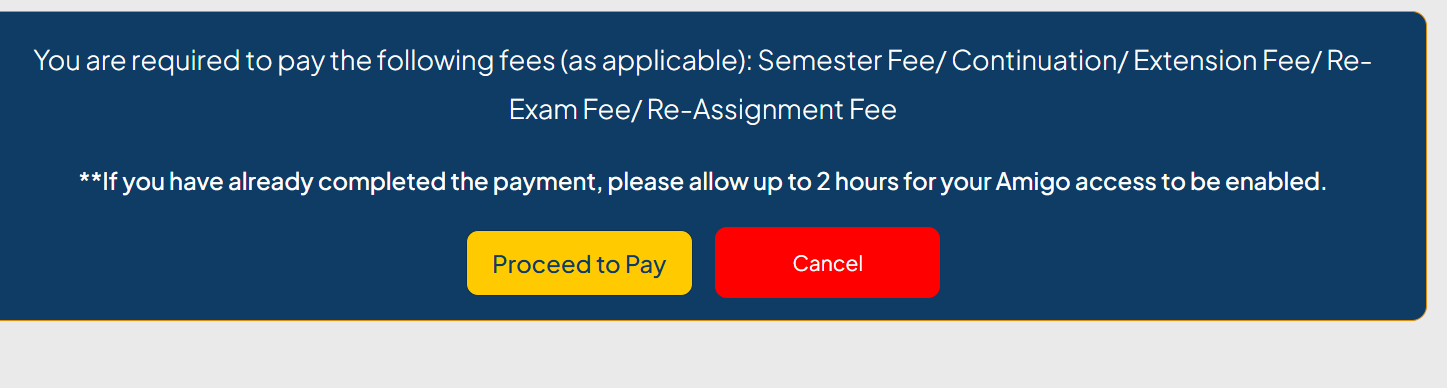 You are required to pay the following fees (as applicable): Semester Fee/ Continuation/ Extension Fee/ Re-
Exam Fee/ Re-Assignment Fee
**If you have already completed the payment, please allow up to 2 hours for your Amigo access to be enabled.
Proceed to Pay
Cancel